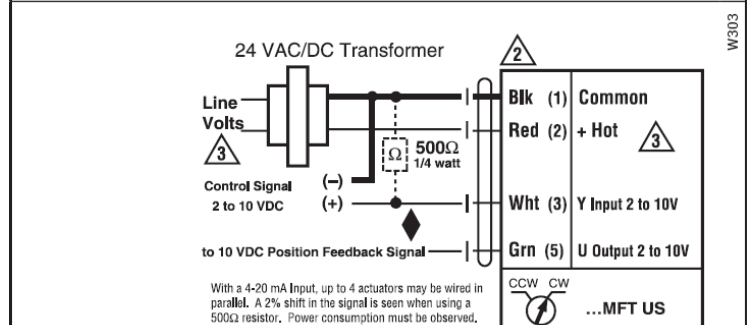 W303
24 VAC/DC Transformer
2
Line
Volts
3
Blk (1) Common
Red (2) + Hot
3
Ω 500Ω
1/4 watt
Control Signal (−)
2 to 10 VDC (+)
Wht (3) Y Input 2 to 10V
to 10 VDC Position Feedback Signal
Grn (5) U Output 2 to 10V
CCW CW
...MFT US
With a 4-20 mA Input, up to 4 actuators may be wired in
parallel. A 2% shift in the signal is seen when using a
500Ω resistor. Power consumption must be observed.